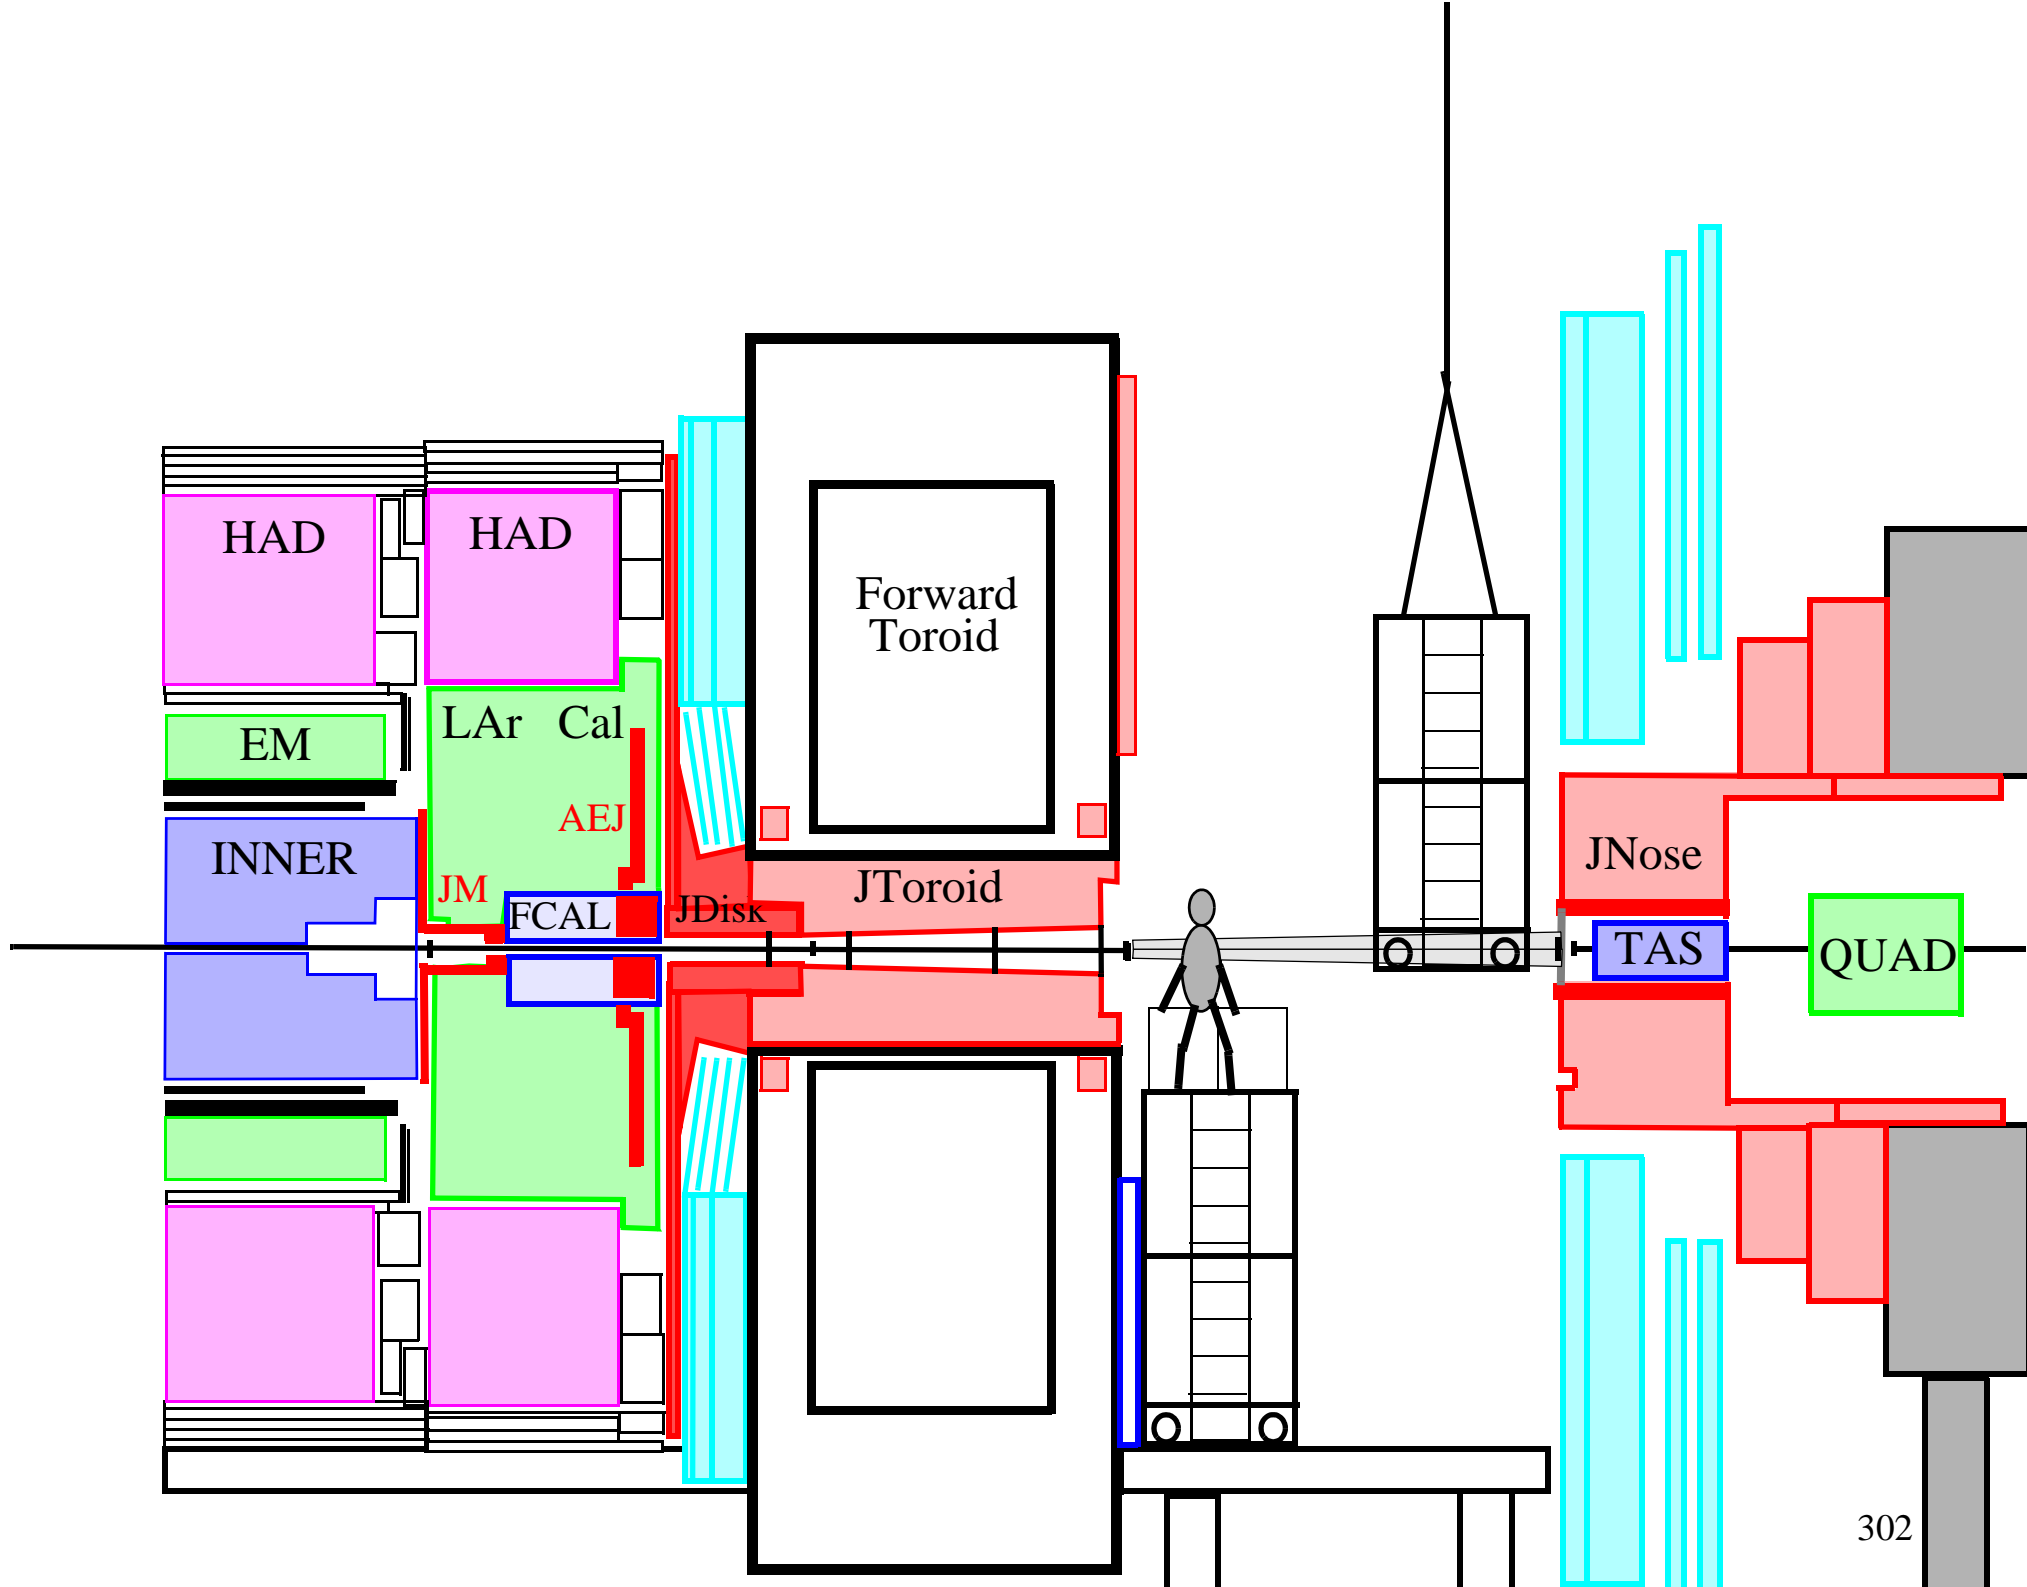 HAD
HAD
Forward
Toroid
LAr Cal
EM
AEJ
INNER
JM
FCAL
JDisk
JToroid
JNose
TAS
QUAD
302